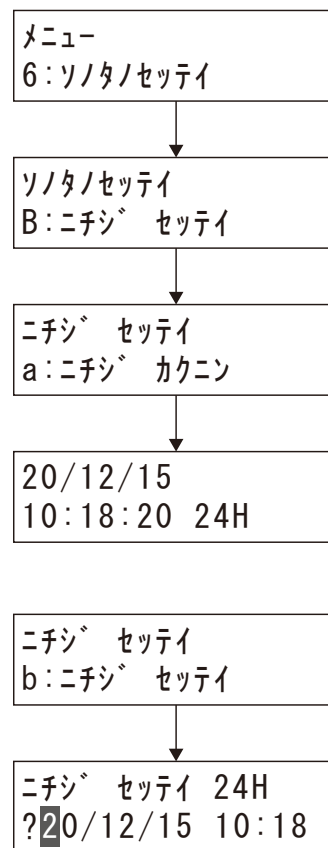 メニュー
6:ソノタノセッテイ
ソノタノセッテイ
B:ニチジ セッテイ
ニチジ セッテイ
a:ニチジ カクニン
20/12/15
10:18:20 24H
ニチジ セッテイ
b:ニチジ セッテイ
ニチジ セッテイ 24H
?20/12/15 10:18